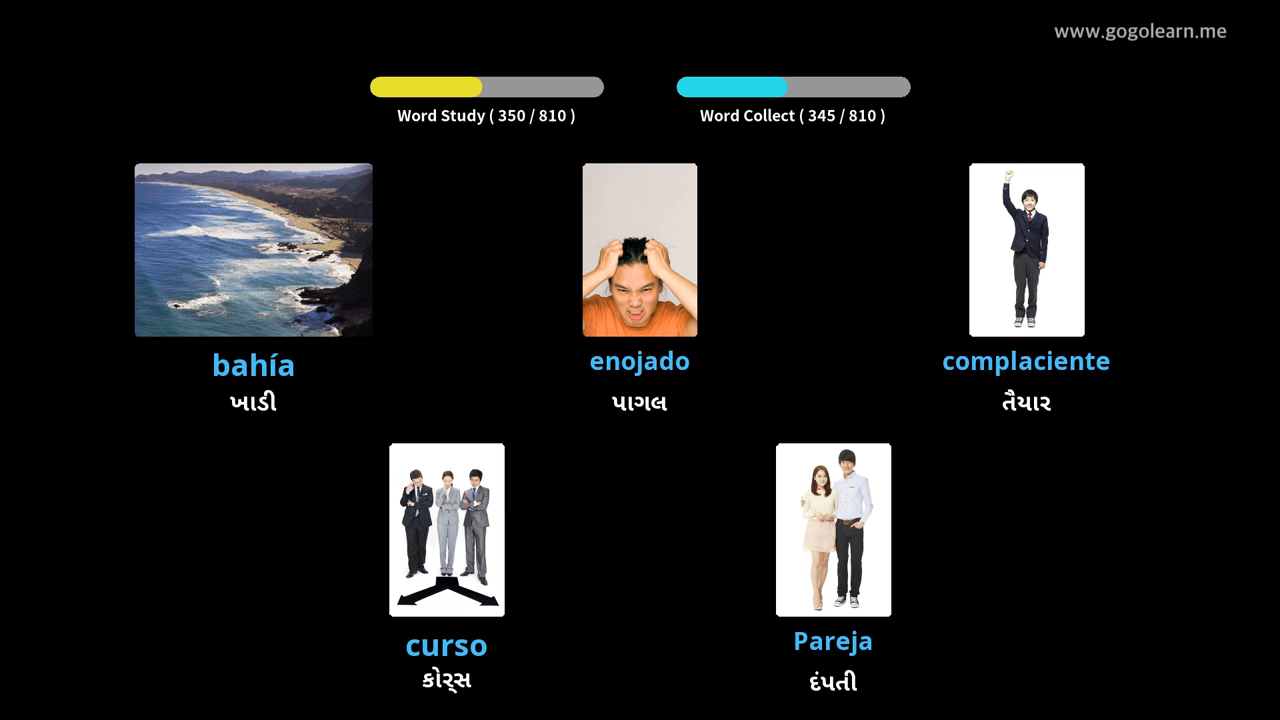 www.gogolearn.me
Word Study ( 350 / 810 )
Word Collect ( 345 / 810 )
bahía
enojado
complaciente
ખાડી
પાગલ
તૈયાર
curso
Pareja
કોર્સ
દંપતી